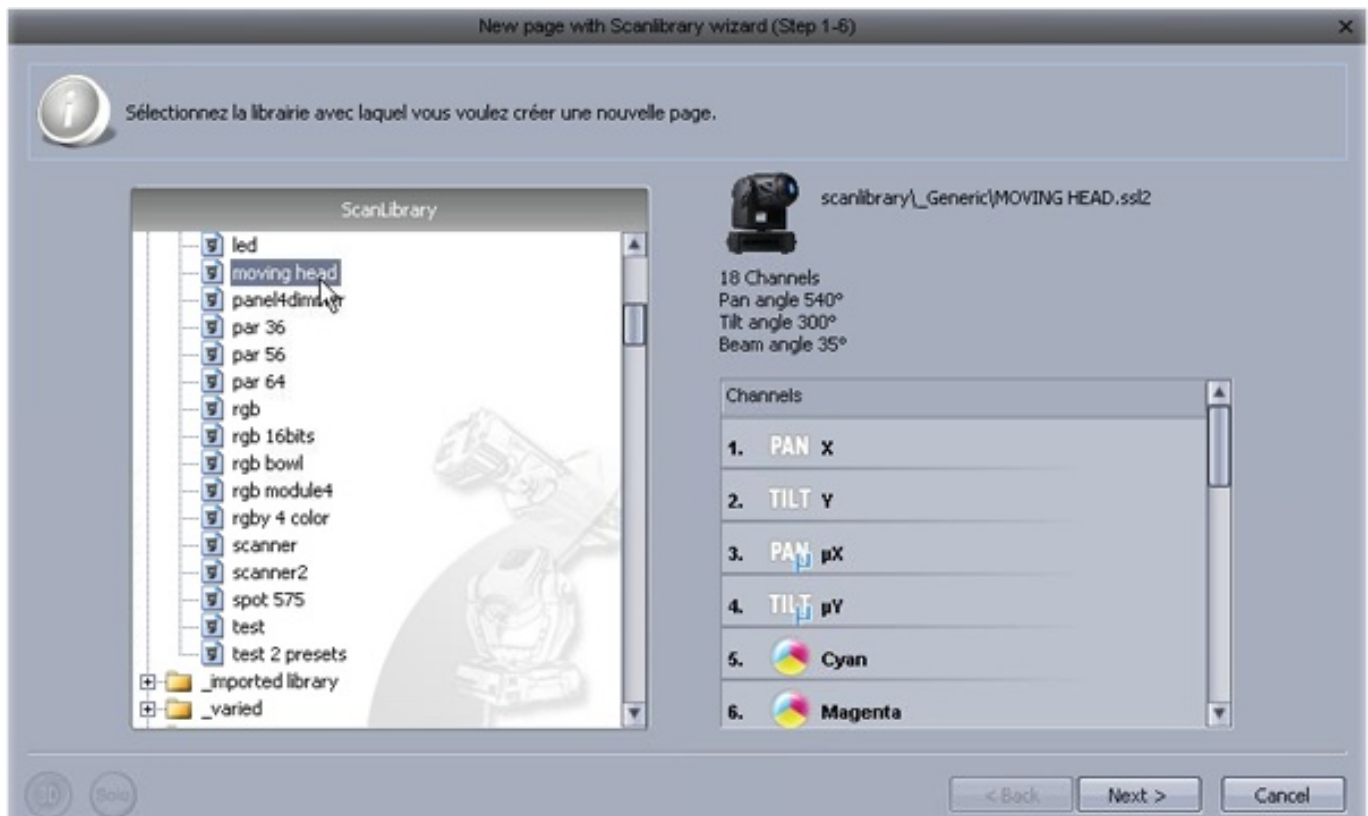 New page with Scanlibrary wizard (Step 1-6)
Sélectionnez la librairie avec laquel vous voulez créer une nouvelle page.
ScanLibrary
led
moving head
panel4dimmer
par 36
par 56
par 64
rgb
rgb 16bits
rgb bowl
rgb module4
rgby 4 color
scanner
scanner2
spot 575
test
test 2 presets
_imported library
_varied
scanlibrary\_Generic\MOVING HEAD.ssl2
18 Channels
Pan angle 540°
Tilt angle 300°
Beam angle 35°
Channels
1. PAN X
2. TILT Y
3. PAN µ µX
4. TILT µ µY
5. Cyan
6. Magenta
3D
Solo
< Back
Next >
Cancel